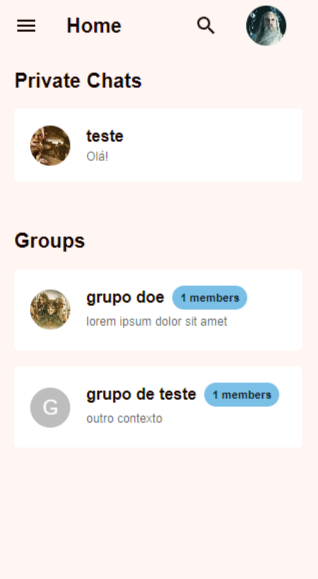 Home
Private Chats
teste
Olá!
Groups
grupo doe 1 members
lorem ipsum dolor sit amet
G
grupo de teste 1 members
outro contexto